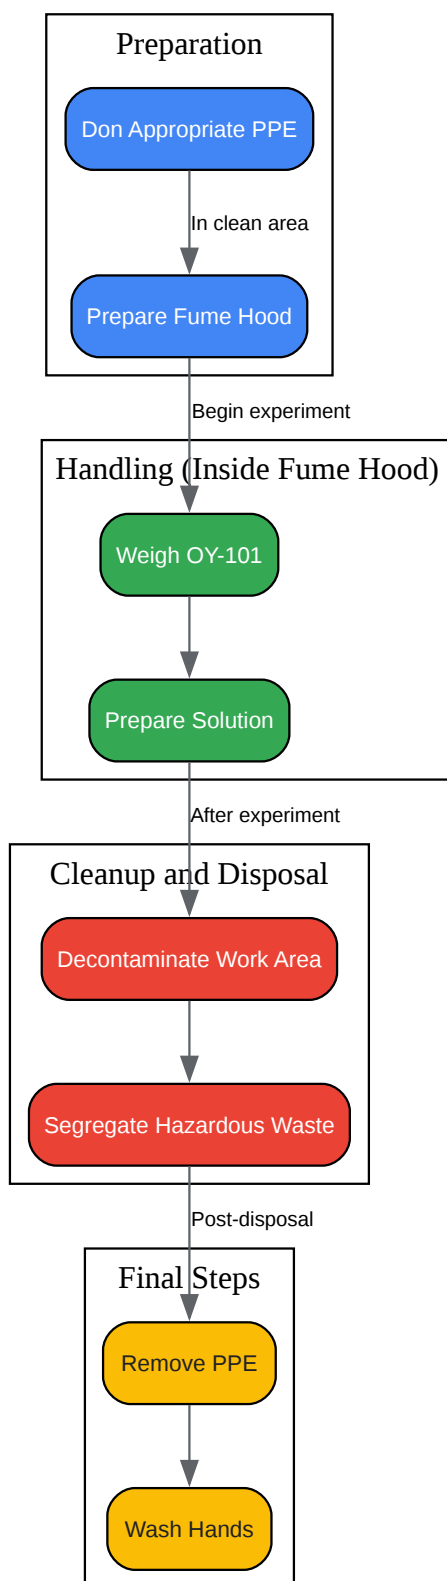 Preparation
Don Appropriate PPE
In clean area
Prepare Fume Hood
Begin experiment
Handling (Inside Fume Hood)
Weigh OY-101
Prepare Solution
After experiment
Cleanup and Disposal
Decontaminate Work Area
Segregate Hazardous Waste
Post-disposal
Final Steps
Remove PPE
Wash Hands